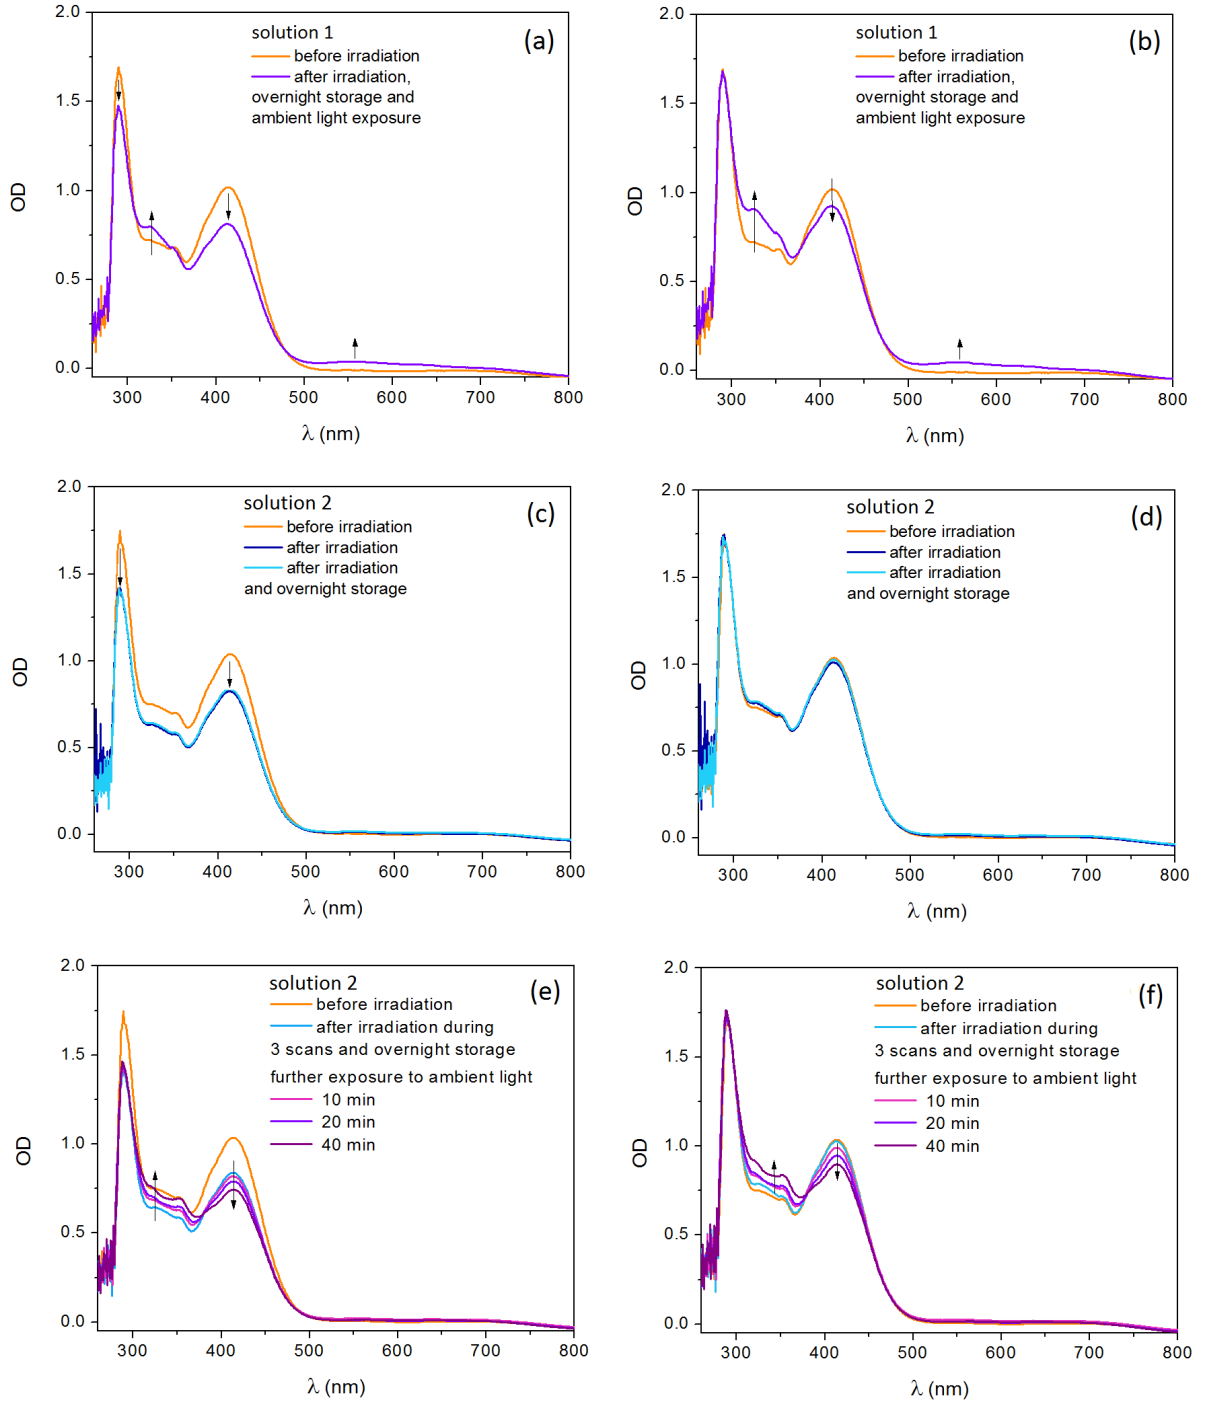 solution 1
(a)
before irradiation
after irradiation,
overnight storage and
ambient light exposure
2.0
1.5
1.0
0.5
0.0
OD
300
400
500
600
700
800
λ (nm)
solution 1
(b)
before irradiation
after irradiation,
overnight storage and
ambient light exposure
2.0
1.5
1.0
0.5
0.0
OD
300
400
500
600
700
800
λ (nm)
solution 2
(c)
before irradiation
after irradiation
after irradiation
and overnight storage
2.0
1.5
1.0
0.5
0.0
OD
300
400
500
600
700
800
λ (nm)
solution 2
(d)
before irradiation
after irradiation
after irradiation
and overnight storage
2.0
1.5
1.0
0.5
0.0
OD
300
400
500
600
700
800
λ (nm)
solution 2
(e)
before irradiation
after irradiation during
3 scans and overnight storage
further exposure to ambient light
10 min
20 min
40 min
2.0
1.5
1.0
0.5
0.0
OD
300
400
500
600
700
800
λ (nm)
solution 2
(f)
before irradiation
after irradiation during
3 scans and overnight storage
further exposure to ambient light
10 min
20 min
40 min
2.0
1.5
1.0
0.5
0.0
OD
300
400
500
600
700
800
λ (nm)